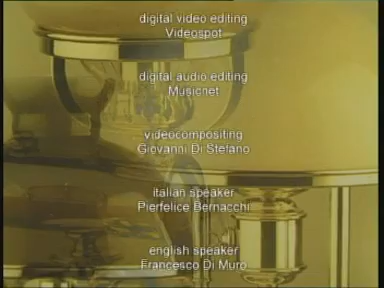 digital video editing
Videospot
digital audio editing
Musicnet
videocompositing
Giovanni Di Stefano
italian speaker
Pierfelice Bernacchi
english speaker
Francesco Di Muro